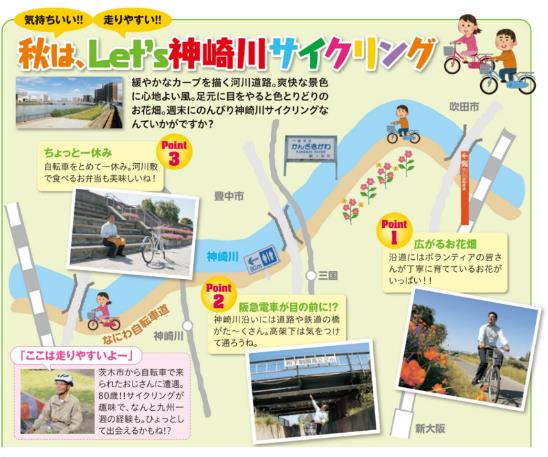 気持ちいい!! 走りやすい!!
秋は、Let's神崎川サイクリング
緩やかなカーブを描く河川道路。爽快な景色
に心地よい風。足元に目をやると色とりどりの
お花畑。週末にのんびり神崎川サイクリングな
んていかがですか?
吹田市
かんざきがわ
Point
3
ちょっと一休み
自転車をとめて一休み。河川敷
で食べるお弁当も美味しいね!
豊中市
Point
1
広がるお花畑
沿道にはボランティアの皆さ
んが丁寧に育てているお花が
いっぱい!!
神崎川
80m
三国
Point
2
阪急電車が目の前に!?
神崎川沿いには道路や鉄道の橋
がた〜くさん。高架下は気をつけ
て通ろうね。
なにわ自転車道
神崎川
「ここは走りやすいよー」
茨木市から自転車で来
られたおじさんに遭遇。
80歳!!サイクリングが
趣味で、なんと九州一
週の経験も。ひょっとし
て出会えるかもね!?
新大阪